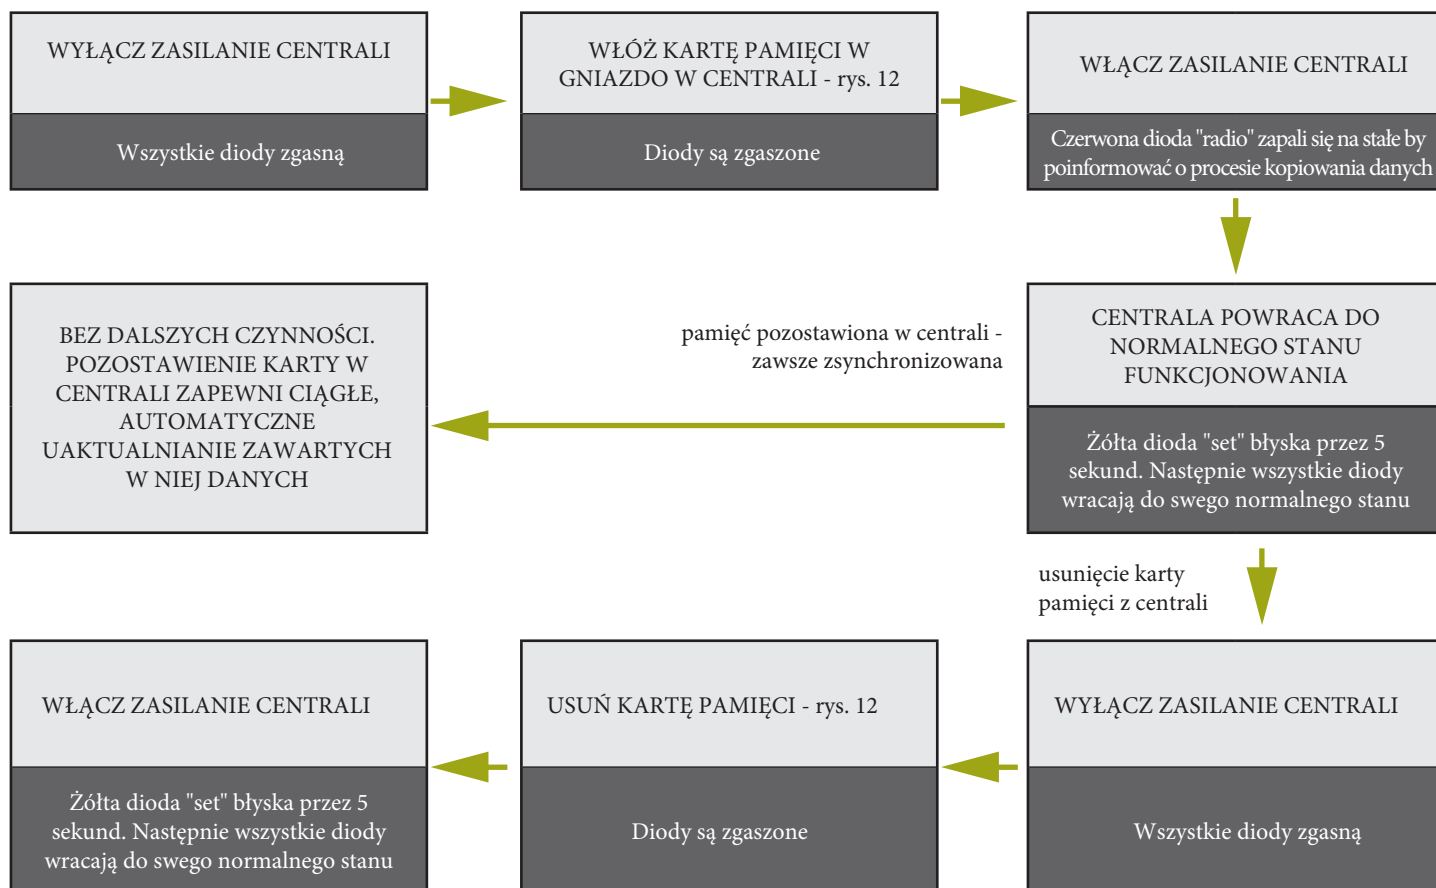 WYŁĄCZ ZASILANIE CENTRALI
Wszystkie diody zgasną
WŁÓŻ KARTĘ PAMIĘCI W
GNIAZDO W CENTRALI - rys. 12
Diody są zgaszone
WŁĄCZ ZASILANIE CENTRALI
Czerwona dioda "radio" zapali się na stałe by
poinformować o procesie kopiowania danych
CENTRALA POWRACA DO
NORMALNEGO STANU
FUNKCJONOWANIA
Żółta dioda "set" błyska przez 5
sekund. Następnie wszystkie diody
wracają do swego normalnego stanu
pamięć pozostawiona w centrali -
zawsze zsynchronizowana
BEZ DALSZYCH CZYNNOŚCI.
POZOSTAWIENIE KARTY W
CENTRALI ZAPEWNI CIĄGŁE,
AUTOMATYCZNE
UAKTUALNIANIE ZAWARTYCH
W NIEJ DANYCH
usunięcie karty
pamięci z centrali
WYŁĄCZ ZASILANIE CENTRALI
Wszystkie diody zgasną
USUŃ KARTĘ PAMIĘCI - rys. 12
Diody są zgaszone
WŁĄCZ ZASILANIE CENTRALI
Żółta dioda "set" błyska przez 5
sekund. Następnie wszystkie diody
wracają do swego normalnego stanu